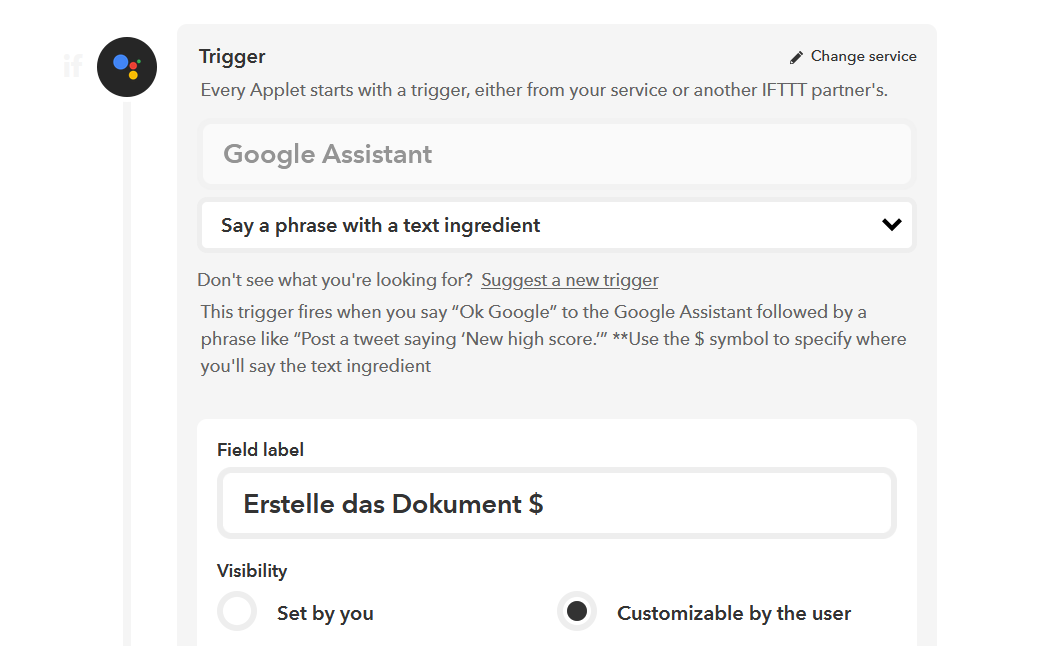 if
Trigger
Change service
Every Applet starts with a trigger, either from your service or another IFTTT partner's.
Google Assistant
Say a phrase with a text ingredient
Don't see what you're looking for? Suggest a new trigger
This trigger fires when you say “Ok Google” to the Google Assistant followed by a
phrase like “Post a tweet saying ‘New high score.’” **Use the $ symbol to specify where
you'll say the text ingredient
Field label
Erstelle das Dokument $
Visibility
Set by you
Customizable by the user